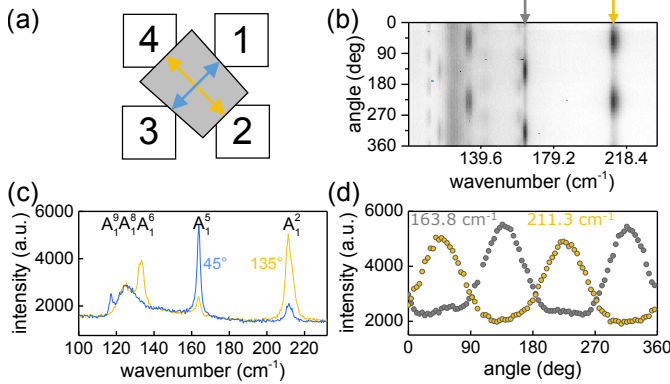 (a)
4 1
3 2
(b)
angle (deg)
0
90
180
270
360
139.6 179.2 218.4
wavenumber (cm⁻¹)
(c)
intensity (a.u.)
6000
4000
2000
A₁⁹A₁⁸A₁⁶ A₁⁵ A₁²
45° 135°
100 120 140 160 180 200 220
wavenumber (cm⁻¹)
(d)
intensity (a.u.)
6000
4000
2000
163.8 cm⁻¹ 211.3 cm⁻¹
0 90 180 270 360
angle (deg)